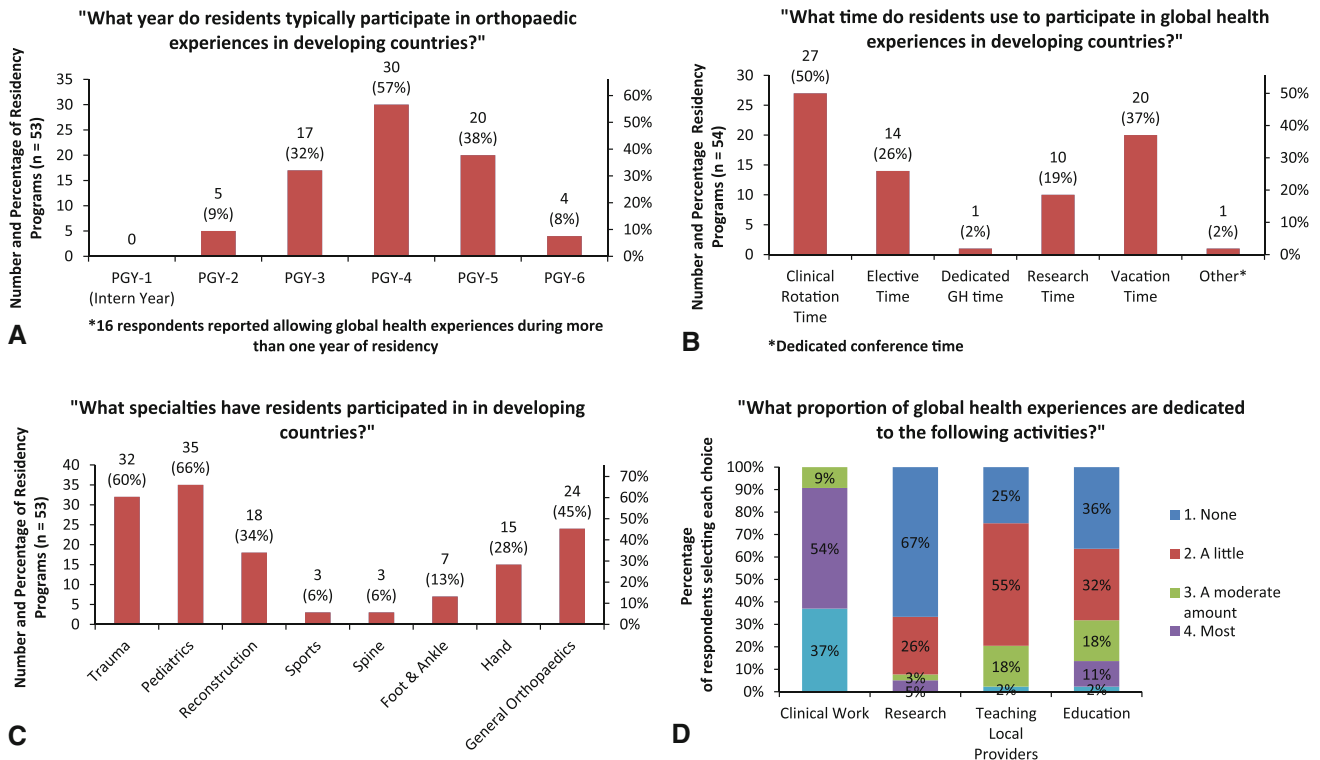 "What year do residents typically participate in orthopaedic
experiences in developing countries?"
Number and Percentage of Residency
Programs (n = 53)
35
30
25
20
15
10
5
0
0
5
(9%)
17
(32%)
30
(57%)
20
(38%)
4
(8%)
60%
50%
40%
30%
20%
10%
0%
PGY-1
(Intern Year)
PGY-2
PGY-3
PGY-4
PGY-5
PGY-6
*16 respondents reported allowing global health experiences during more
than one year of residency
A
"What time do residents use to participate in global health
experiences in developing countries?"
Number and Percentage Residency
Programs (n = 54)
30
25
20
15
10
5
0
27
(50%)
14
(26%)
1
(2%)
10
(19%)
20
(37%)
1
(2%)
50%
40%
30%
20%
10%
0%
Clinical
Rotation
Time
Elective
Time
Dedicated
GH time
Research
Time
Vacation
Time
Other*
*Dedicated conference time
B
"What specialties have residents participated in in developing
countries?"
Number and Percentage of Residency
Programs (n = 53)
40
35
30
25
20
15
10
5
0
32
(60%)
35
(66%)
18
(34%)
3
(6%)
3
(6%)
7
(13%)
15
(28%)
24
(45%)
70%
60%
50%
40%
30%
20%
10%
0%
Trauma
Pediatrics
Reconstruction
Sports
Spine
Foot & Ankle
Hand
General Orthopaedics
C
"What proportion of global health experiences are dedicated
to the following activities?"
Percentage
of respondents selecting each choice
100%
90%
80%
70%
60%
50%
40%
30%
20%
10%
0%
9%
54%
37%
67%
26%
3%
5%
25%
55%
18%
2%
36%
32%
18%
11%
2%
Clinical Work
Research
Teaching
Local
Providers
Education
1. None
2. A little
3. A moderate
amount
4. Most
D